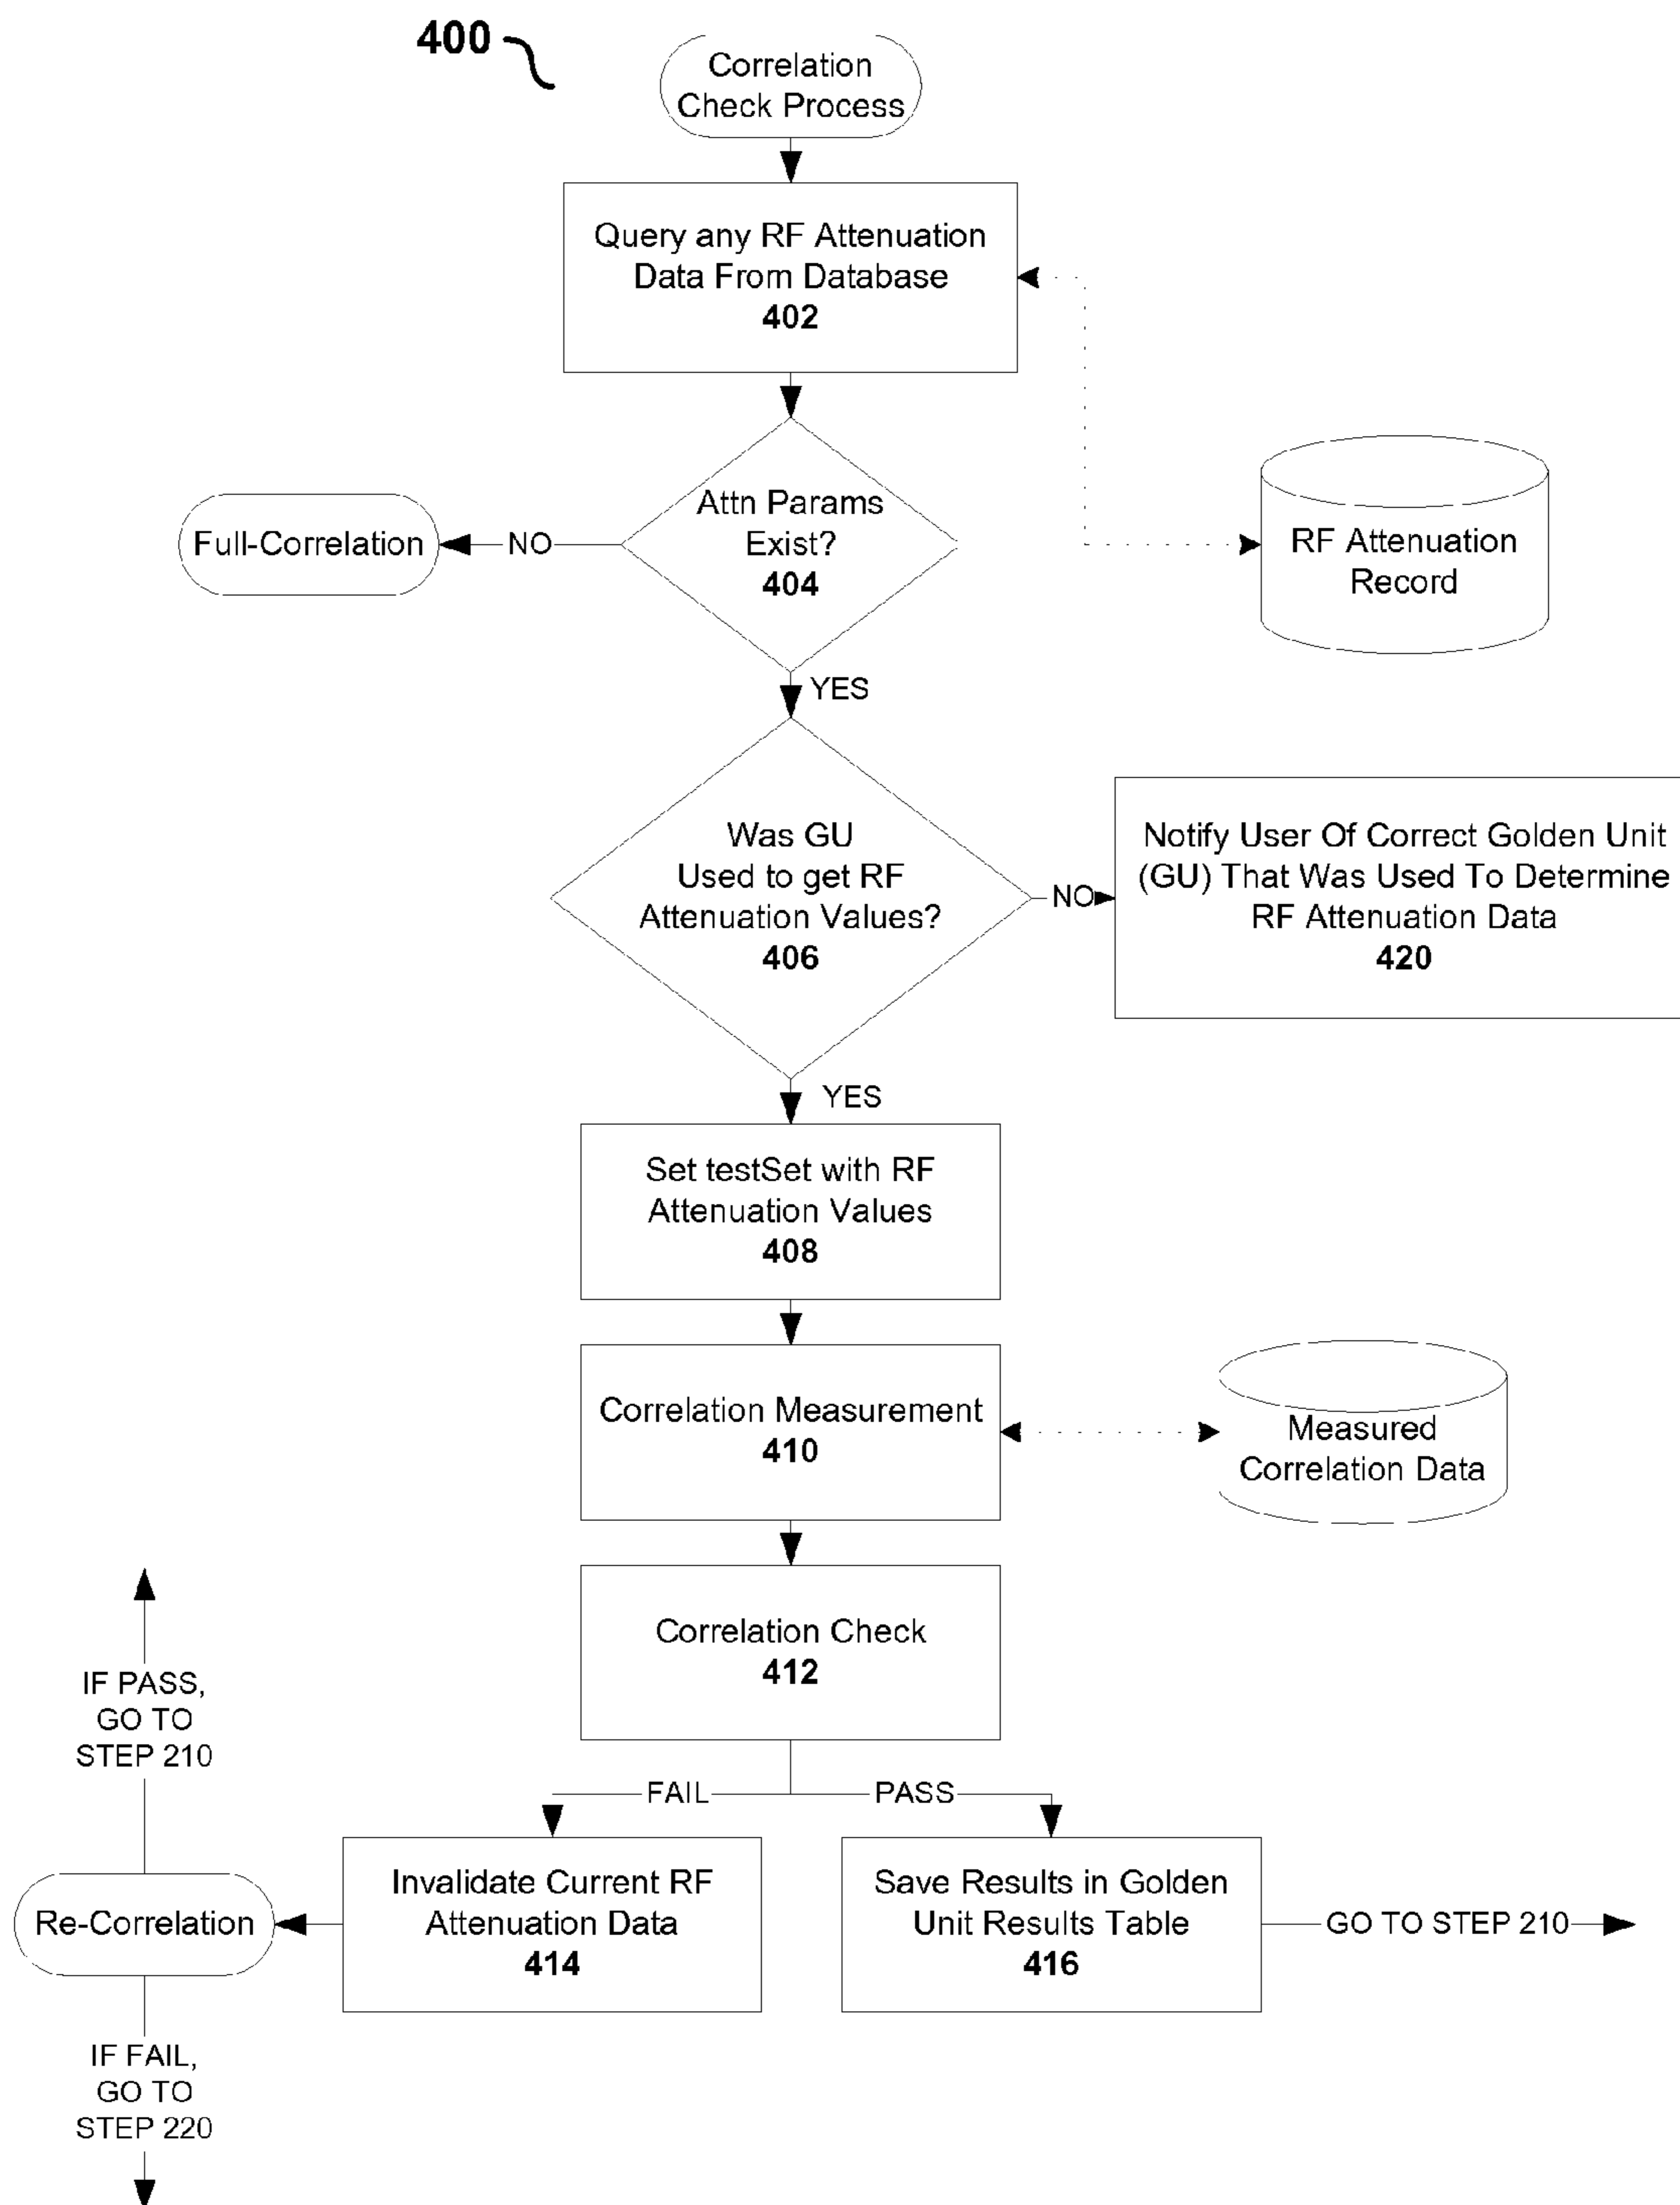 400
Correlation
Check Process
Query any RF Attenuation
Data From Database
402
Attn Params
Exist?
404
NO
Full-Correlation
RF Attenuation
Record
YES
Was GU
Used to get RF
Attenuation Values?
406
NO
Notify User Of Correct Golden Unit
(GU) That Was Used To Determine
RF Attenuation Data
420
YES
Set testSet with RF
Attenuation Values
408
Correlation Measurement
410
Measured
Correlation Data
Correlation Check
412
FAIL
PASS
IF PASS,
GO TO
STEP 210
Re-Correlation
Invalidate Current RF
Attenuation Data
414
Save Results in Golden
Unit Results Table
416
GO TO STEP 210
IF FAIL,
GO TO
STEP 220